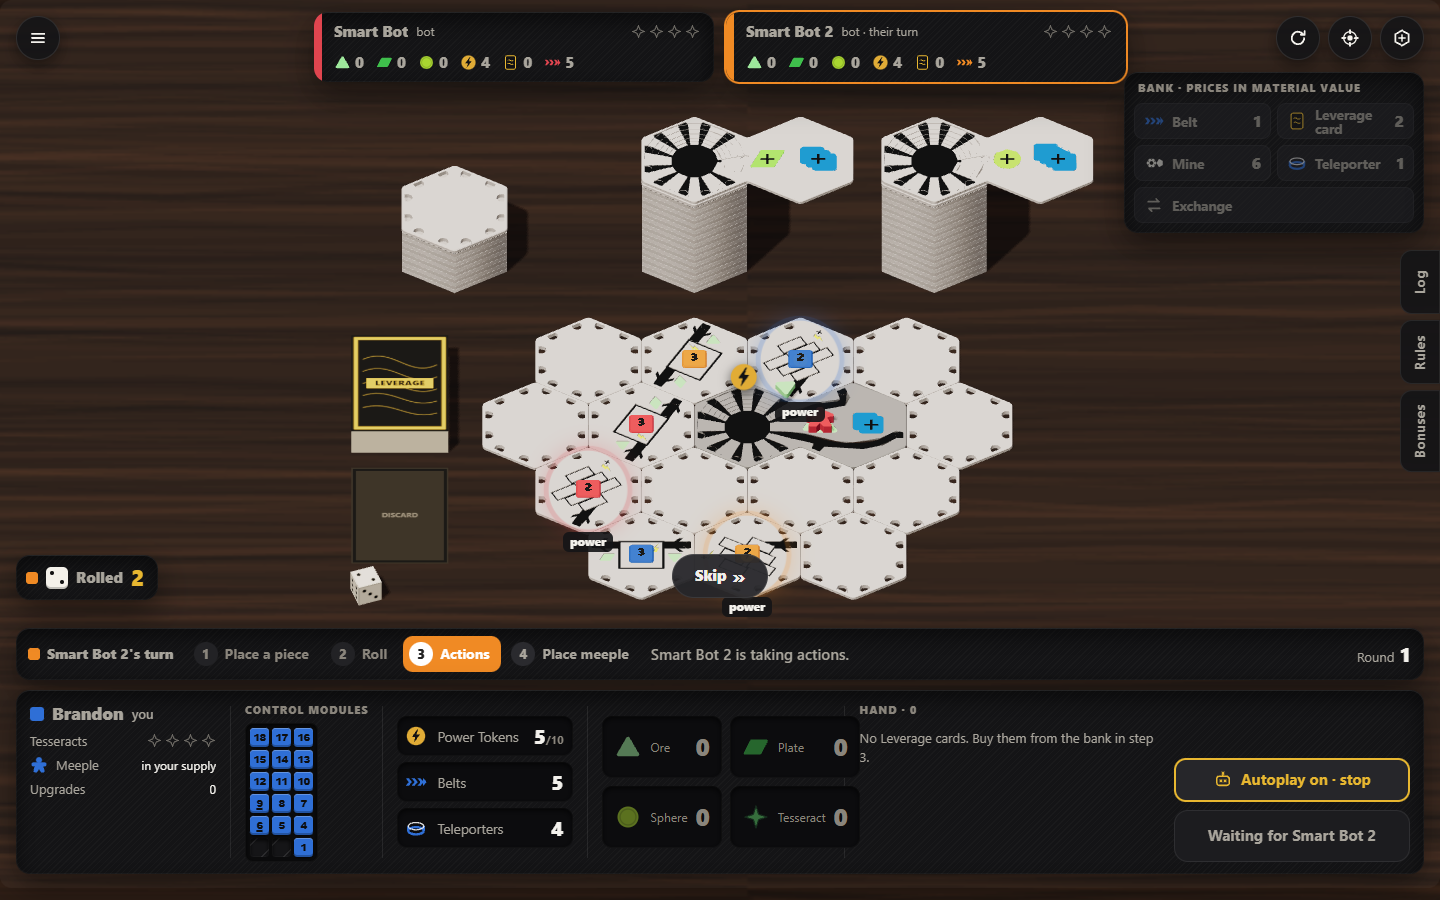 Smart Bot bot
0 0 0 4 0 5
Smart Bot 2 bot · their turn
0 0 0 4 0 5
BANK · PRICES IN MATERIAL VALUE
Belt 1
Leverage card 2
Mine 6
Teleporter 1
Exchange
Log
Rules
Bonuses
LEVERAGE
DISCARD
3
2
power
3
2
power
3
2
power
Skip
Rolled 2
Smart Bot 2's turn
1 Place a piece
2 Roll
3 Actions
4 Place meeple
Smart Bot 2 is taking actions.
Round 1
Brandon you
Tesseracts
Meeple in your supply
Upgrades 0
CONTROL MODULES
18 17 16
15 14 13
12 11 10
9 8 7
6 5 4
1
Power Tokens 5/10
Belts 5
Teleporters 4
Ore 0
Plate 0
Sphere 0
Tesseract 0
HAND · 0
No Leverage cards. Buy them from the bank in step
3.
Autoplay on · stop
Waiting for Smart Bot 2